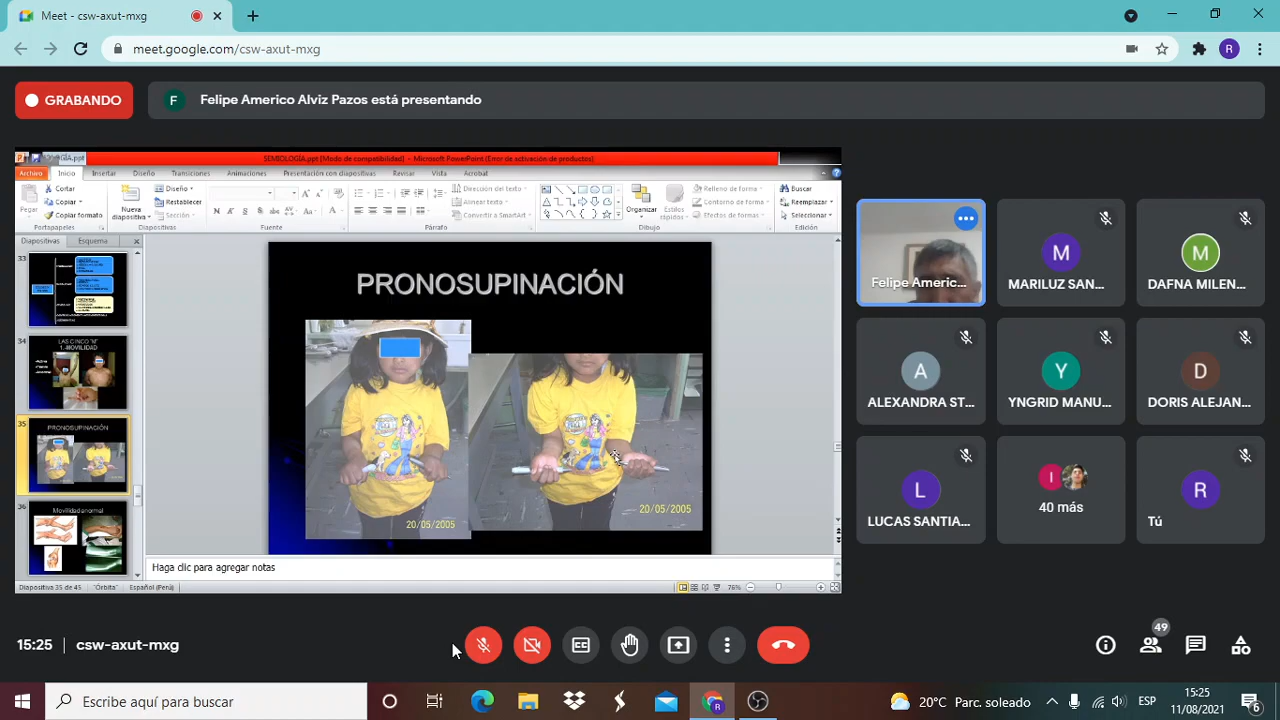 Meet - csw-axut-mxg
meet.google.com/csw-axut-mxg
R
GRABANDO
F
Felipe Americo Alviz Pazos está presentando
SEMIOLOGÍA.ppt [Modo de compatibilidad] - Microsoft PowerPoint (Error de activación de productos)
Archivo Inicio Insertar Diseño Transiciones Animaciones Presentación con diapositivas Revisar Vista Acrobat
Pegar
Cortar
Copiar
Copiar formato
Portapapeles
Nueva diapositiva
Diseño
Restablecer
Sección
Diapositivas
Fuente
Dirección del texto
Alinear texto
Convertir a SmartArt
Párrafo
Organizar
Estilos rápidos
Relleno de forma
Contorno de forma
Efectos de formas
Dibujo
Buscar
Reemplazar
Seleccionar
Edición
Diapositivas Esquema
33
34
LAS CINCO "M"
1.-MOVILIDAD
35
PRONOSUPINACIÓN
36
Movilidad anormal
PRONOSUPINACIÓN
20/05/2005
20/05/2005
Haga clic para agregar notas
Diapositiva 35 de 45 "Órbita" Español (Perú)
76%
Felipe Americ...
M
MARILUZ SAN...
M
DAFNA MILEN...
A
ALEXANDRA ST...
Y
YNGRID MANU...
D
DORIS ALEJAN...
L
LUCAS SANTIA...
I
40 más
R
Tú
15:25 | csw-axut-mxg
49
Escribe aquí para buscar
20°C Parc. soleado
ESP
15:25
11/08/2021
6